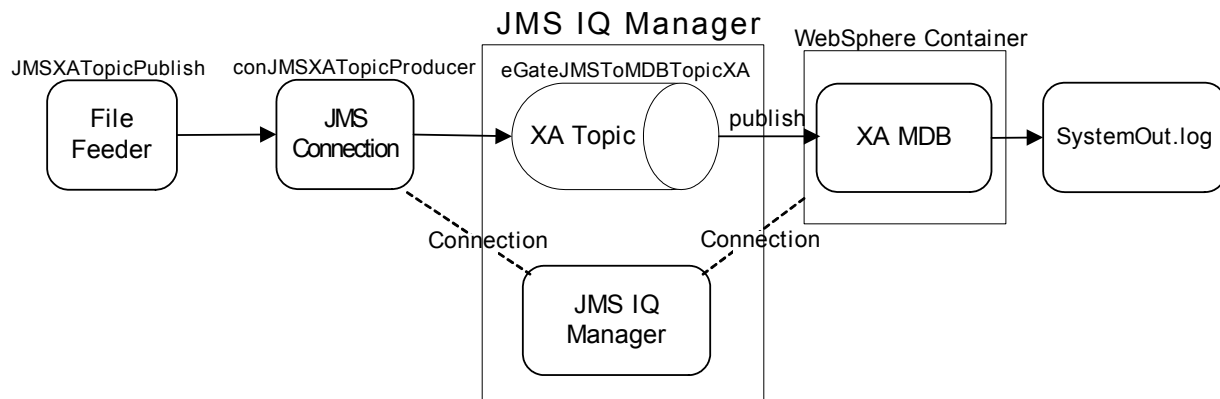 JMS IQ Manager
WebSphere Container
JMSXATopicPublish
conJMSXATopicProducer
eGateJMSToMDBTopicXA
File
Feeder
JMS
Connection
XA Topic
publish
XA MDB
SystemOut.log
Connection
Connection
JMS IQ
Manager